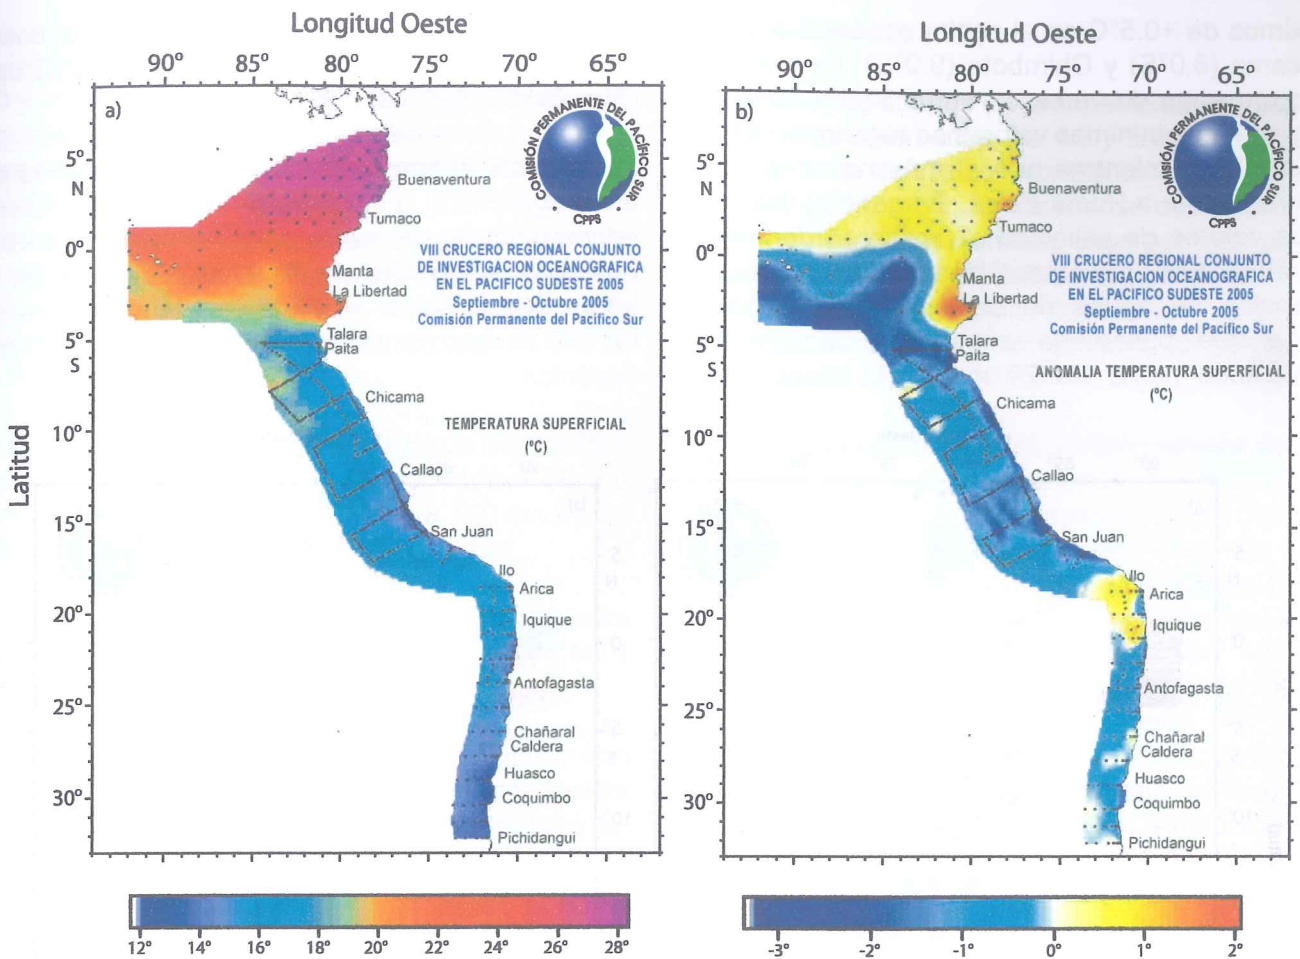 Longitud Oeste
90° 85° 80° 75° 70° 65°
a)
COMISIÓN PERMANENTE DEL PACÍFICO SUR
CPPS
5°
N
0°
5°
S
10°
15°
20°
25°
30°
Latitud
Buenaventura
Tumaco
VIII CRUCERO REGIONAL CONJUNTO
DE INVESTIGACION OCEANOGRAFICA
EN EL PACIFICO SUDESTE 2005
Septiembre - Octubre 2005
Comisión Permanente del Pacífico Sur
Manta
La Libertad
Talara
Paita
Chicama
TEMPERATURA SUPERFICIAL
(°C)
Callao
San Juan
Ilo
Arica
Iquique
Antofagasta
Chañaral
Caldera
Huasco
Coquimbo
Pichidangui
12° 14° 16° 18° 20° 22° 24° 26° 28°
Longitud Oeste
90° 85° 80° 75° 70° 65°
b)
COMISIÓN PERMANENTE DEL PACÍFICO SUR
CPPS
5°
N
0°
5°
S
10°
15°
20°
25°
30°
Buenaventura
Tumaco
VIII CRUCERO REGIONAL CONJUNTO
DE INVESTIGACION OCEANOGRAFICA
EN EL PACIFICO SUDESTE 2005
Septiembre - Octubre 2005
Comisión Permanente del Pacífico Sur
Manta
La Libertad
Talara
Paita
ANOMALIA TEMPERATURA SUPERFICIAL
(°C)
Chicama
Callao
San Juan
Ilo
Arica
Iquique
Antofagasta
Chañaral
Caldera
Huasco
Coquimbo
Pichidangui
-3° -2° -1° 0° 1° 2°